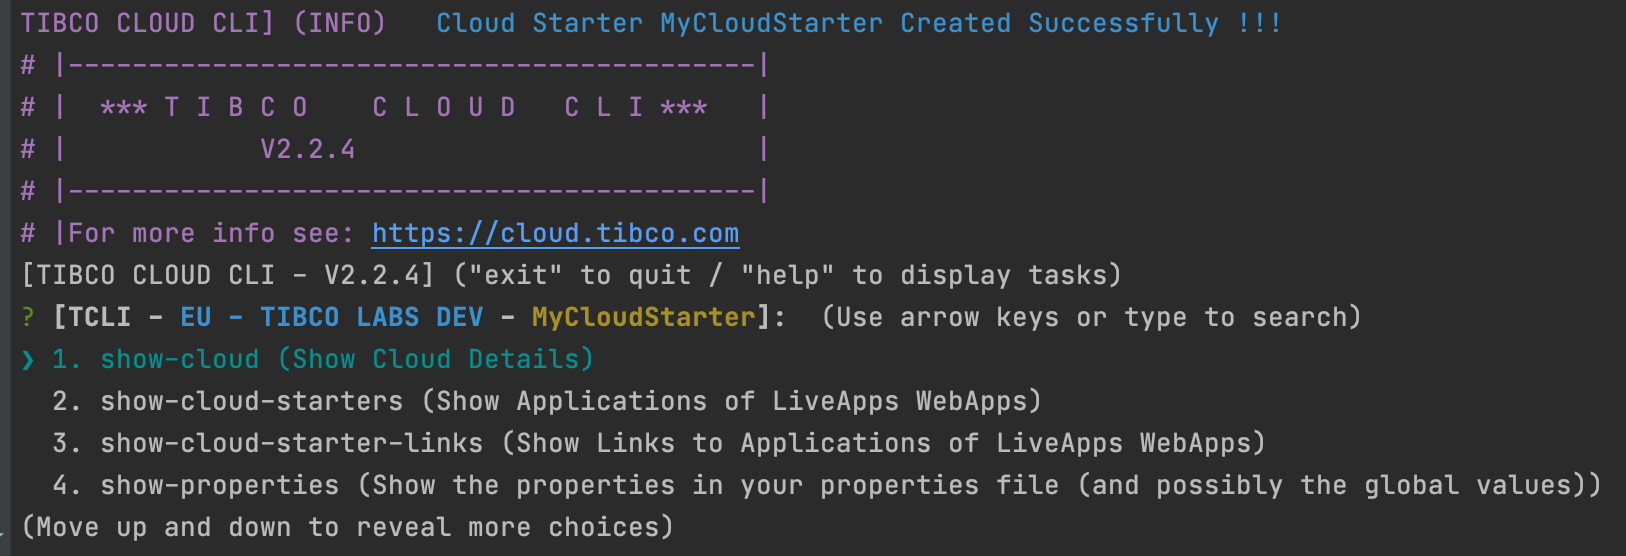 TIBCO CLOUD CLI] (INFO)   Cloud Starter MyCloudStarter Created Successfully !!!
# |-------------------------------------------|
# |  *** T I B C O    C L O U D   C L I ***   |
# |            V2.2.4                         |
# |-------------------------------------------|
# |For more info see: https://cloud.tibco.com
[TIBCO CLOUD CLI - V2.2.4] ("exit" to quit / "help" to display tasks)
? [TCLI - EU - TIBCO LABS DEV - MyCloudStarter]:  (Use arrow keys or type to search)
❯ 1. show-cloud (Show Cloud Details)
  2. show-cloud-starters (Show Applications of LiveApps WebApps)
  3. show-cloud-starter-links (Show Links to Applications of LiveApps WebApps)
  4. show-properties (Show the properties in your properties file (and possibly the global values))
(Move up and down to reveal more choices)